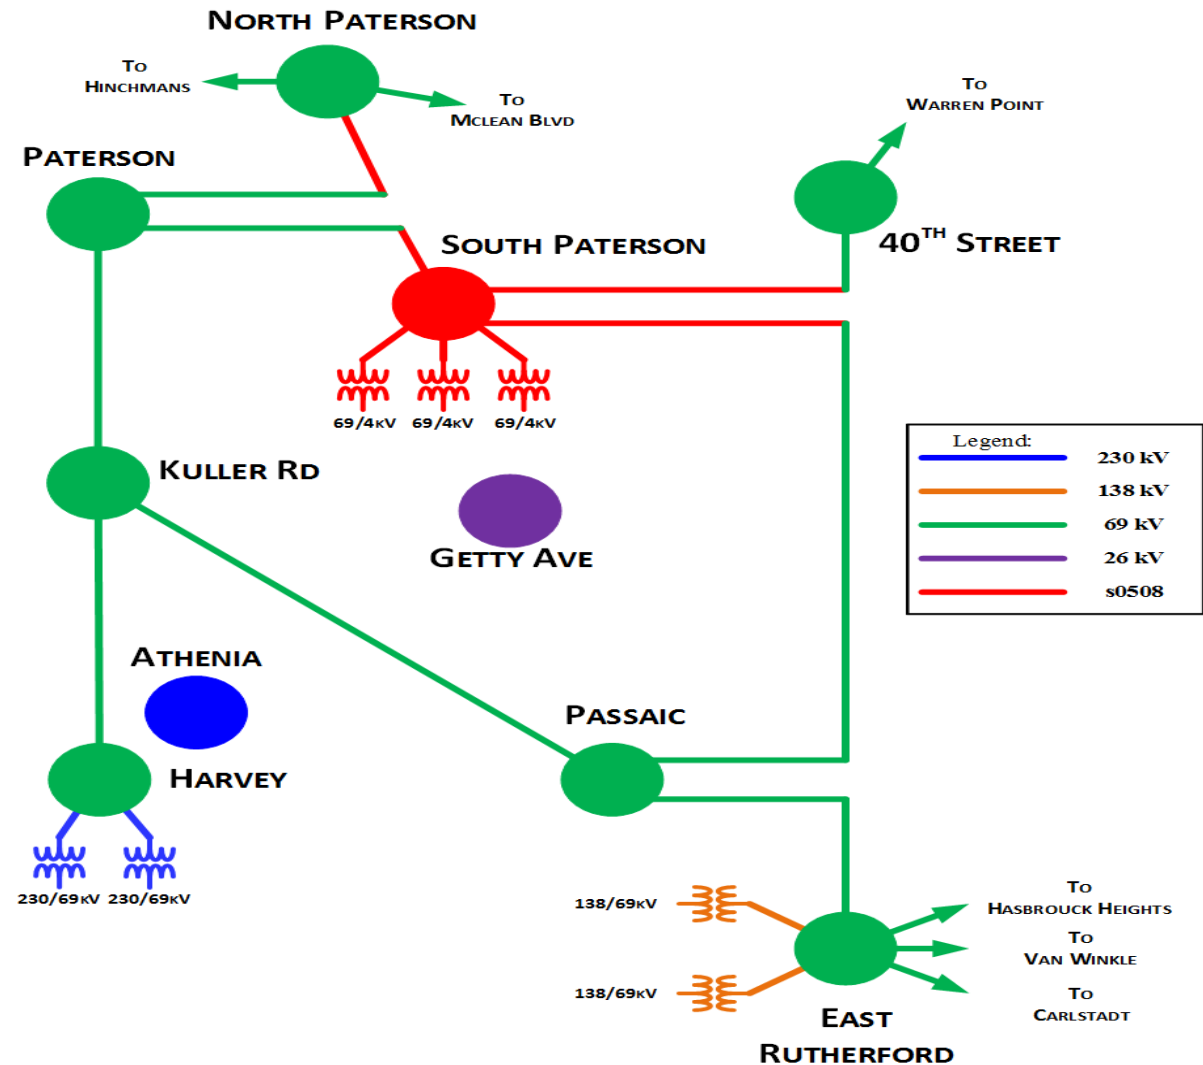 NORTH PATERSON
TO
HINCHMANS
TO
MCLEAN BLVD
TO
WARREN POINT
PATERSON
SOUTH PATERSON
40TH STREET
69/4KV 69/4KV 69/4KV
KULLER RD
GETTY AVE
Legend:
230 kV
138 kV
69 kV
26 kV
s0508
ATHENIA
HARVEY
PASSAIC
230/69KV 230/69KV
138/69KV
138/69KV
TO
HASBROUCK HEIGHTS
TO
VAN WINKLE
TO
CARLSTADT
EAST
RUTHERFORD